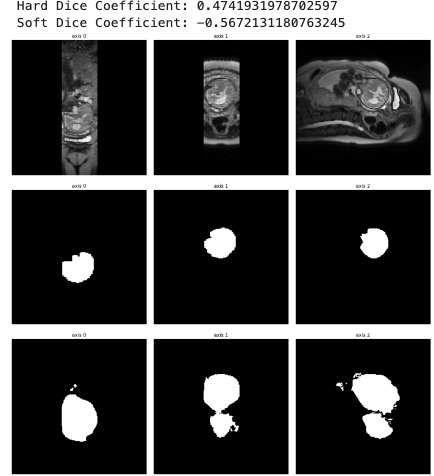 Hard Dice Coefficient: 0.4741931978702597
Soft Dice Coefficient: -0.5672131180763245
axis 0
axis 1
axis 2
axis 0
axis 1
axis 2
axis 0
axis 1
axis 2